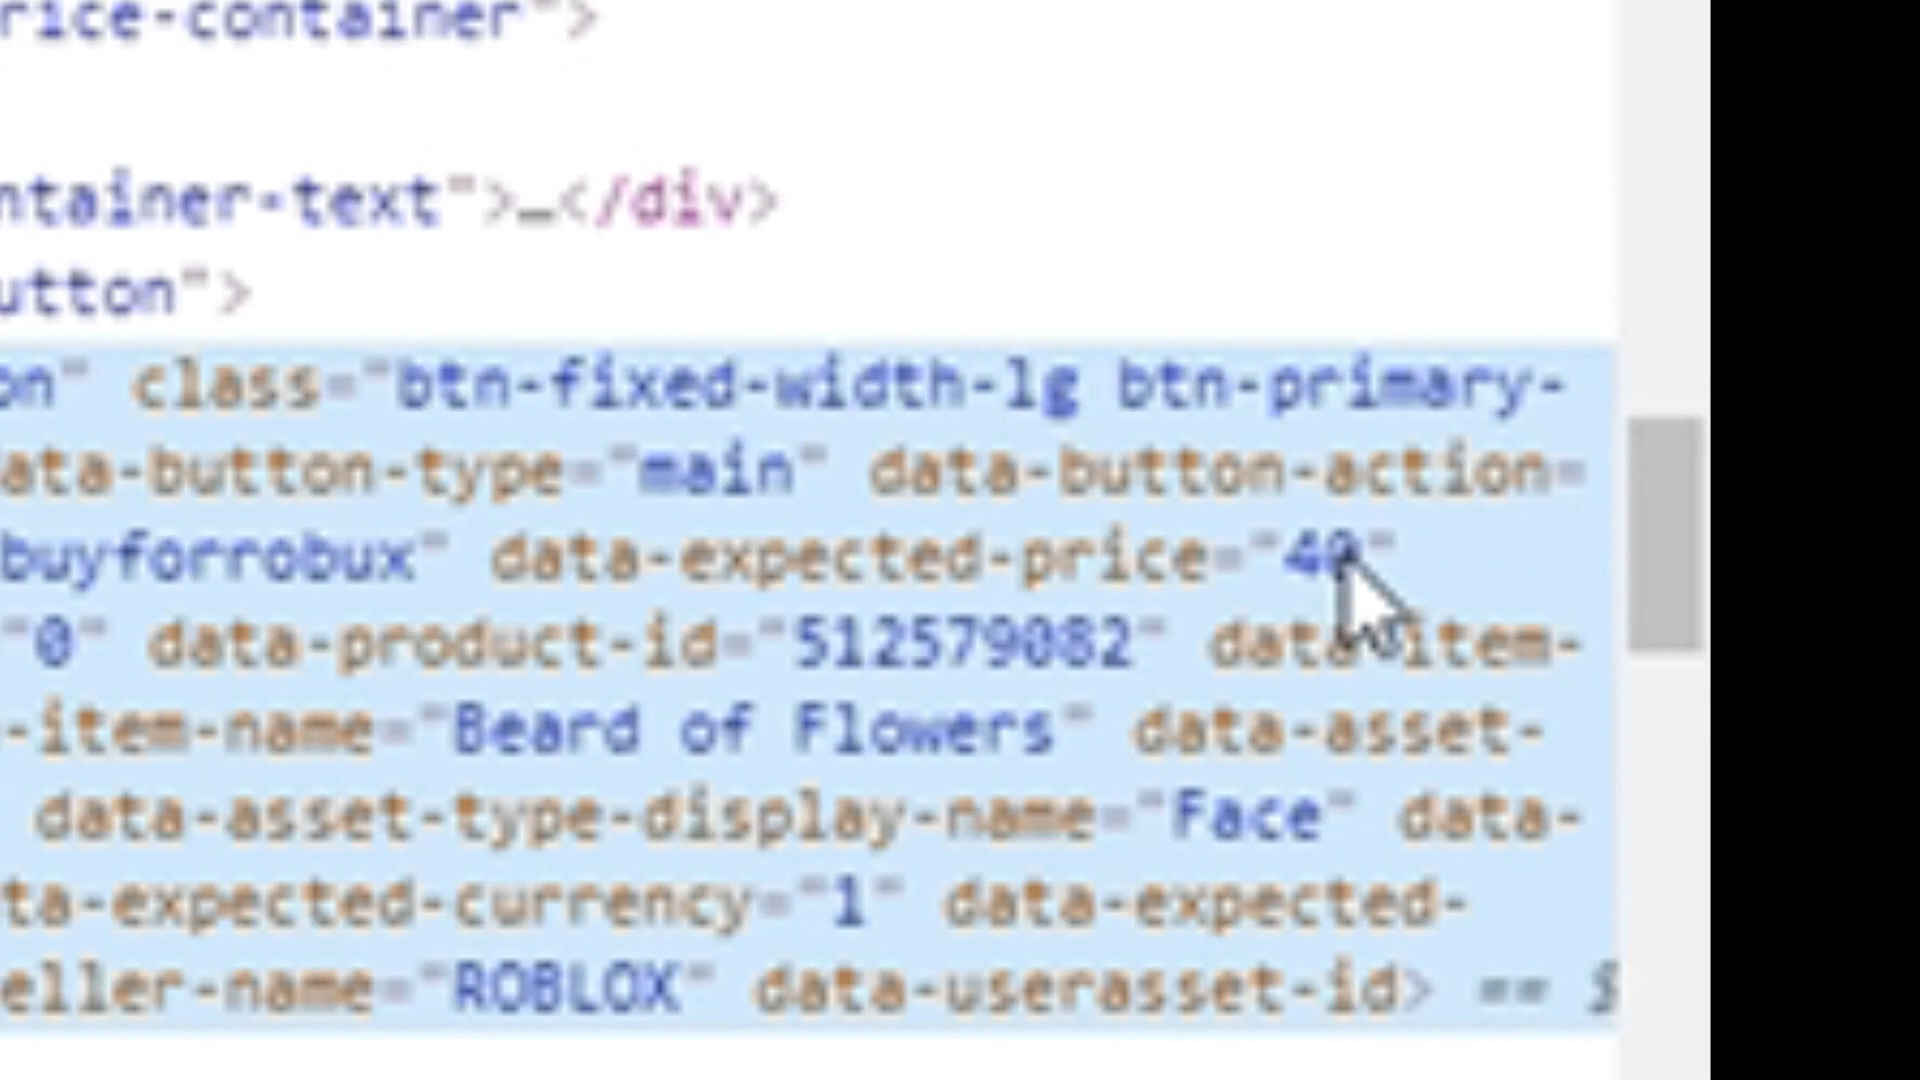 rice-container">
ntainer-text">…</div>
utton">
on" class="btn-fixed-width-lg btn-primary-
data-button-type="main" data-button-action=
buyforrobux" data-expected-price="40"
"0" data-product-id="512579082" data-item-
-item-name="Beard of Flowers" data-asset-
data-asset-type-display-name="Face" data-
ta-expected-currency="1" data-expected-
eller-name="ROBLOX" data-userasset-id> == $